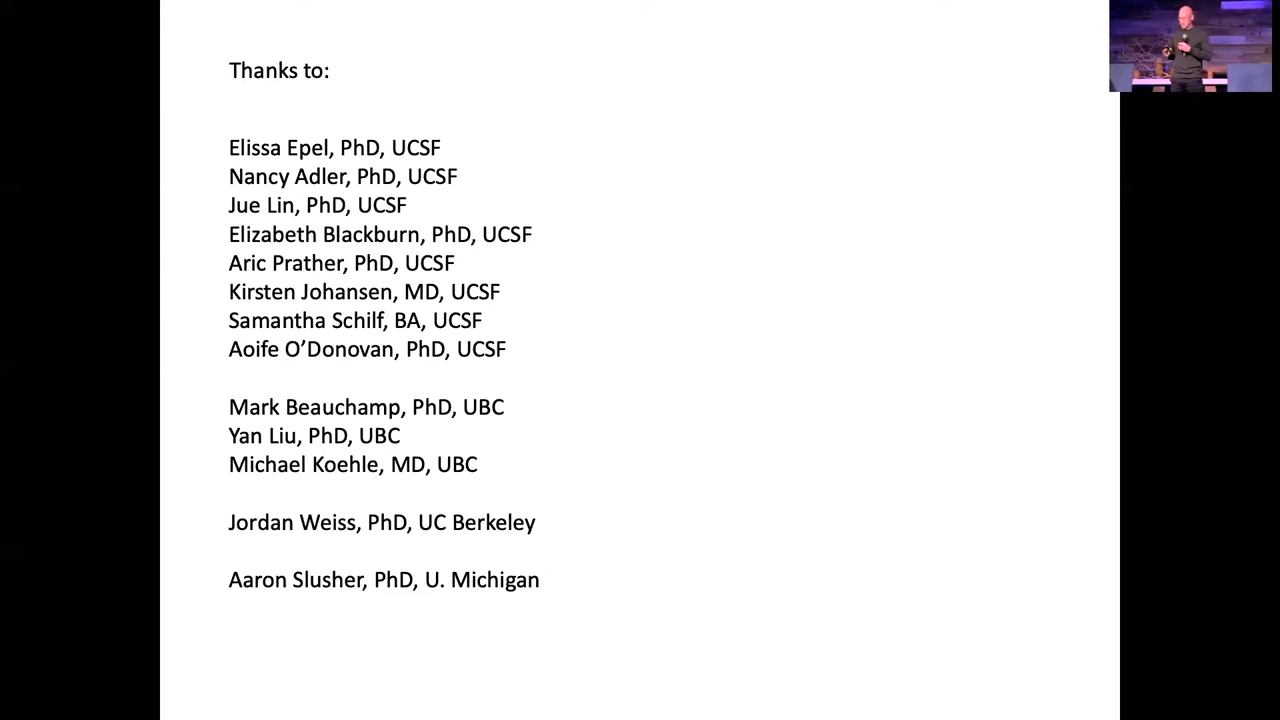 Thanks to:
Elissa Epel, PhD, UCSF
Nancy Adler, PhD, UCSF
Jue Lin, PhD, UCSF
Elizabeth Blackburn, PhD, UCSF
Aric Prather, PhD, UCSF
Kirsten Johansen, MD, UCSF
Samantha Schilf, BA, UCSF
Aoife O’Donovan, PhD, UCSF
Mark Beauchamp, PhD, UBC
Yan Liu, PhD, UBC
Michael Koehle, MD, UBC
Jordan Weiss, PhD, UC Berkeley
Aaron Slusher, PhD, U. Michigan